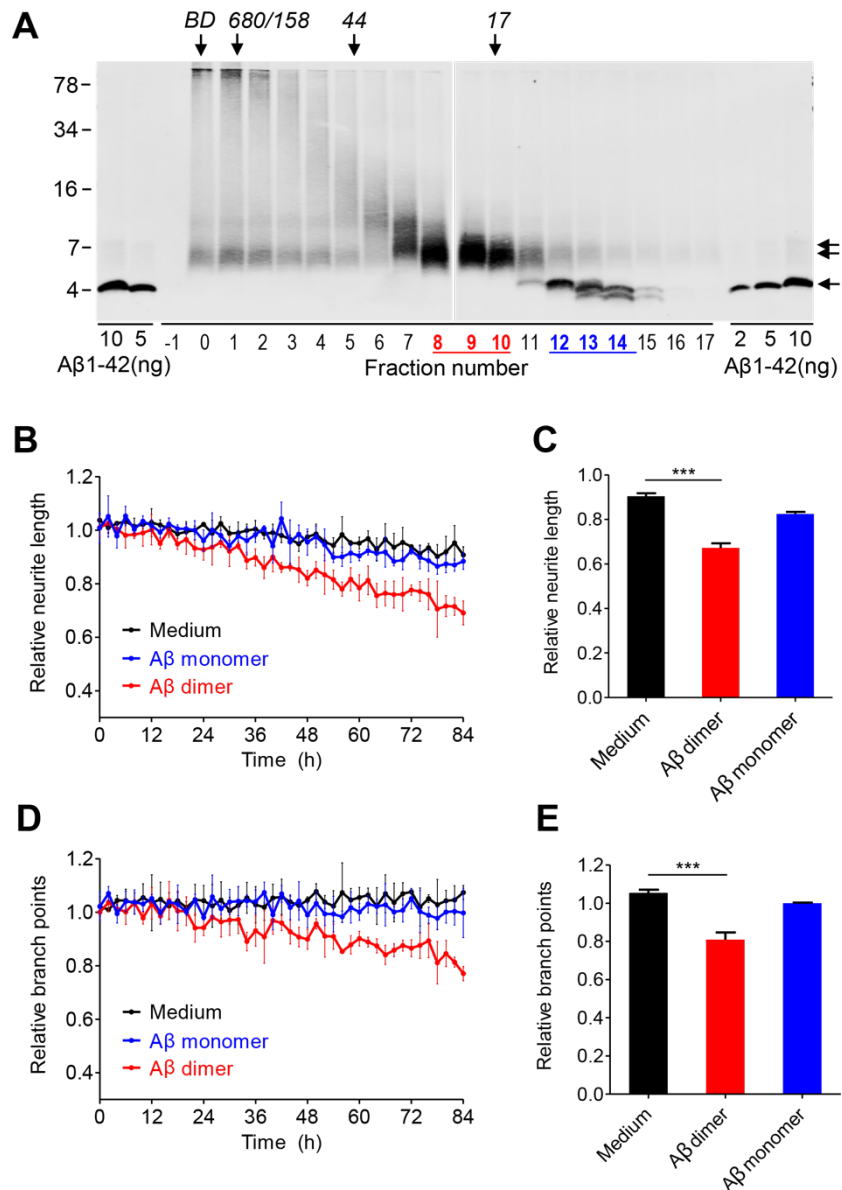 A
BD 680/158 44 17
78
34
16
7
4
10 5 -1 0 1 2 3 4 5 6 7 8 9 10 11 12 13 14 15 16 17 2 5 10
Aβ1-42(ng) Fraction number Aβ1-42(ng)
B
Relative neurite length
1.2
1.0
0.8
0.6
0.4
Medium
Aβ monomer
Aβ dimer
0 12 24 36 48 60 72 84
Time (h)
C
Relative neurite length
1.0
0.8
0.6
0.4
0.2
0.0
***
Medium
Aβ dimer
Aβ monomer
D
Relative branch points
1.2
1.0
0.8
0.6
0.4
Medium
Aβ monomer
Aβ dimer
0 12 24 36 48 60 72 84
Time (h)
E
Relative branch points
1.2
1.0
0.8
0.6
0.4
0.2
0.0
***
Medium
Aβ dimer
Aβ monomer